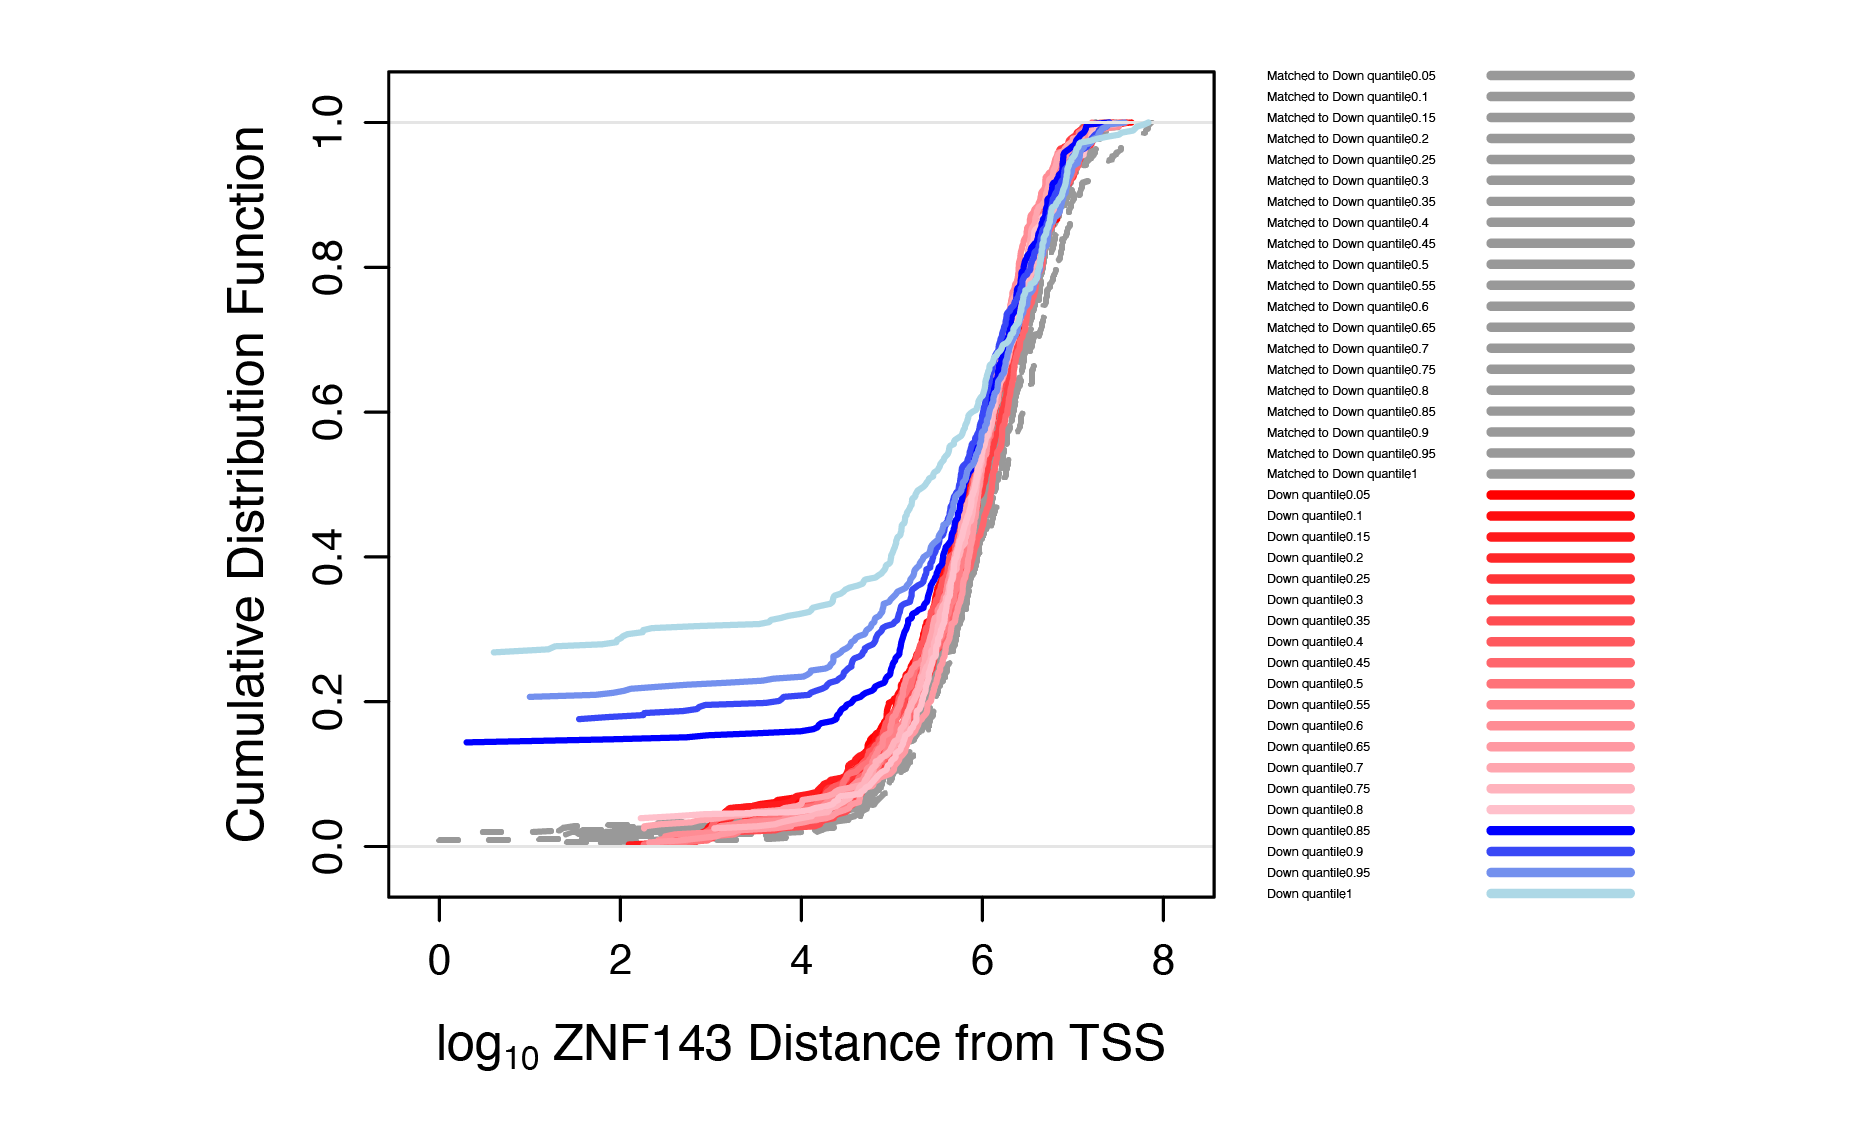 Cumulative Distribution Function
1.0
0.8
0.6
0.4
0.2
0.0
0 2 4 6 8
log10 ZNF143 Distance from TSS
Matched to Down quantile0.05
Matched to Down quantile0.1
Matched to Down quantile0.15
Matched to Down quantile0.2
Matched to Down quantile0.25
Matched to Down quantile0.3
Matched to Down quantile0.35
Matched to Down quantile0.4
Matched to Down quantile0.45
Matched to Down quantile0.5
Matched to Down quantile0.55
Matched to Down quantile0.6
Matched to Down quantile0.65
Matched to Down quantile0.7
Matched to Down quantile0.75
Matched to Down quantile0.8
Matched to Down quantile0.85
Matched to Down quantile0.9
Matched to Down quantile0.95
Matched to Down quantile1
Down quantile0.05
Down quantile0.1
Down quantile0.15
Down quantile0.2
Down quantile0.25
Down quantile0.3
Down quantile0.35
Down quantile0.4
Down quantile0.45
Down quantile0.5
Down quantile0.55
Down quantile0.6
Down quantile0.65
Down quantile0.7
Down quantile0.75
Down quantile0.8
Down quantile0.85
Down quantile0.9
Down quantile0.95
Down quantile1